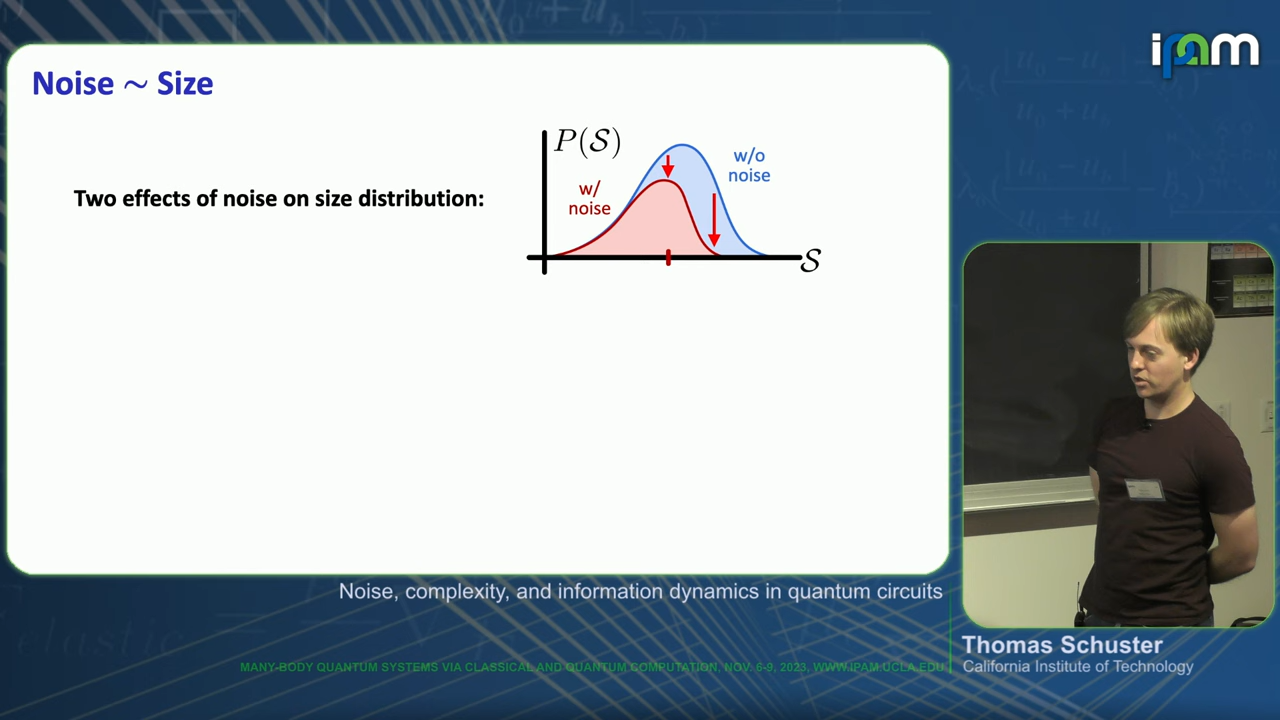 ipam
Noise ~ Size
Two effects of noise on size distribution:
P(S)
w/o
noise
w/
noise
S
Noise, complexity, and information dynamics in quantum circuits
Thomas Schuster
California Institute of Technology
MANY-BODY QUANTUM SYSTEMS VIA CLASSICAL AND QUANTUM COMPUTATION, NOV. 6-9, 2023, WWW.IPAM.UCLA.EDU